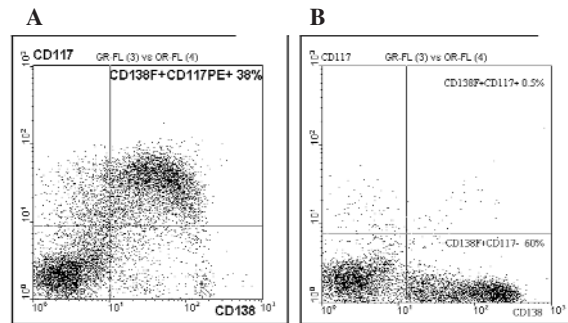 A
B
CD117
GR-FL (3) vs OR-FL (4)
CD138F+CD117PE+ 38%
10²
10¹
10⁰
10⁰
10¹
10²
10³
CD138
CD117
GR-FL (3) vs OR-FL (4)
CD138F+CD117+ 0.5%
CD138F+CD117- 60%
10²
10¹
10⁰
10⁰
10¹
10²
10³
CD138